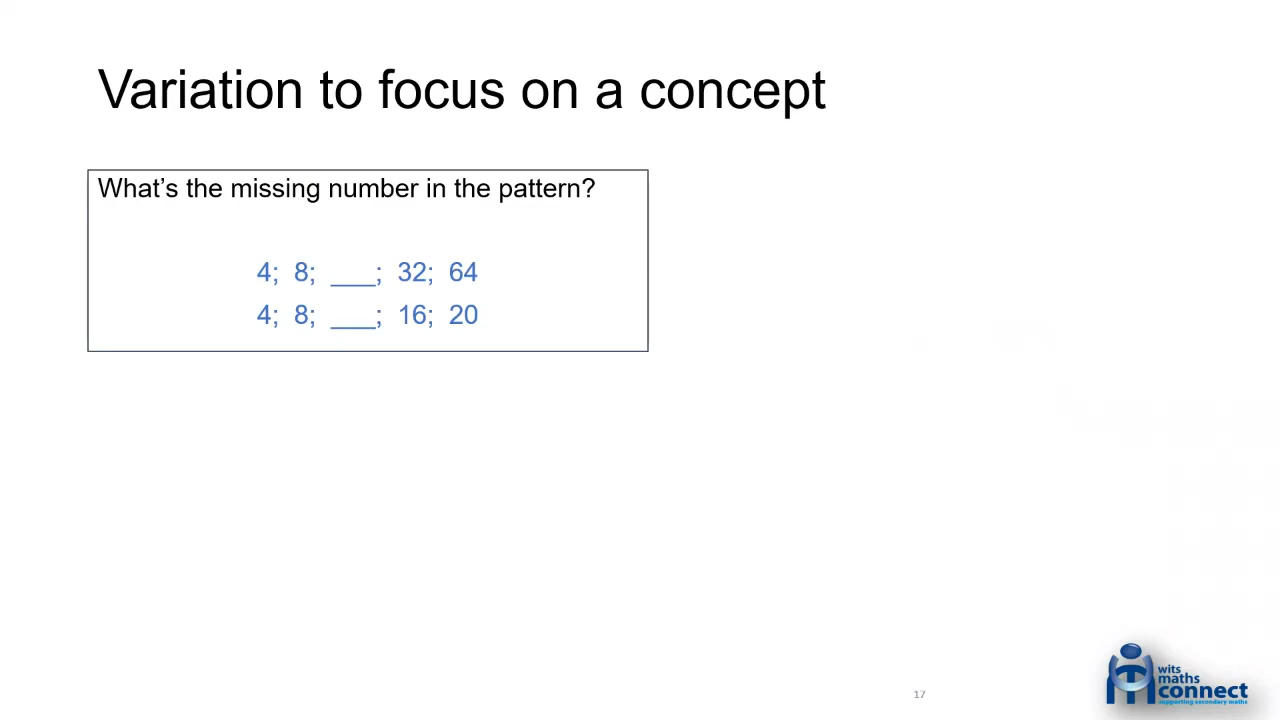 Variation to focus on a concept
What’s the missing number in the pattern?
4; 8; ___; 32; 64
4; 8; ___; 16; 20
17
wits
maths
connect
supporting secondary maths